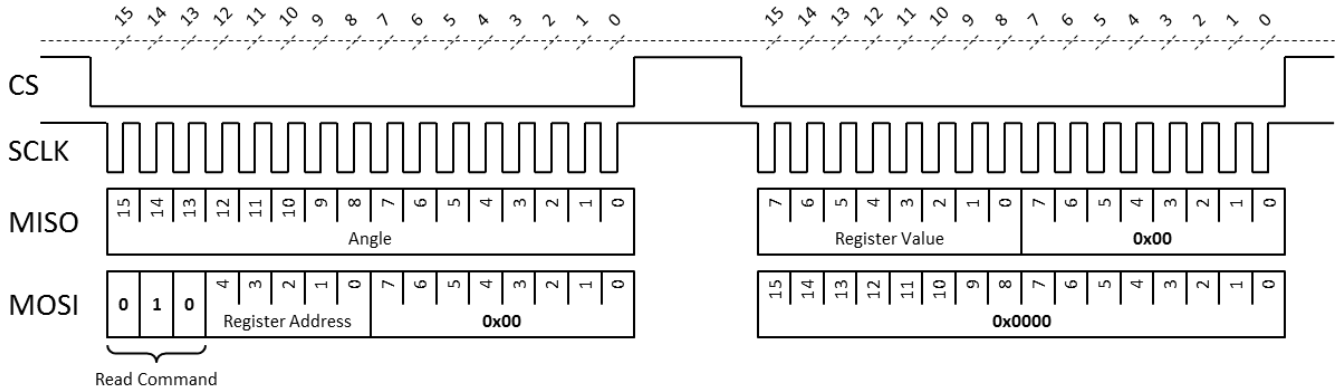 15 14 13 12 11 10 9 8 7 6 5 4 3 2 1 0 15 14 13 12 11 10 9 8 7 6 5 4 3 2 1 0
CS
SCLK
MISO 15 14 13 12 11 10 9 8 7 6 5 4 3 2 1 0 7 6 5 4 3 2 1 0 7 6 5 4 3 2 1 0
Angle Register Value 0x00
MOSI 0 1 0 4 3 2 1 0 7 6 5 4 3 2 1 0 15 14 13 12 11 10 9 8 7 6 5 4 3 2 1 0
Register Address 0x00 0x0000
Read Command